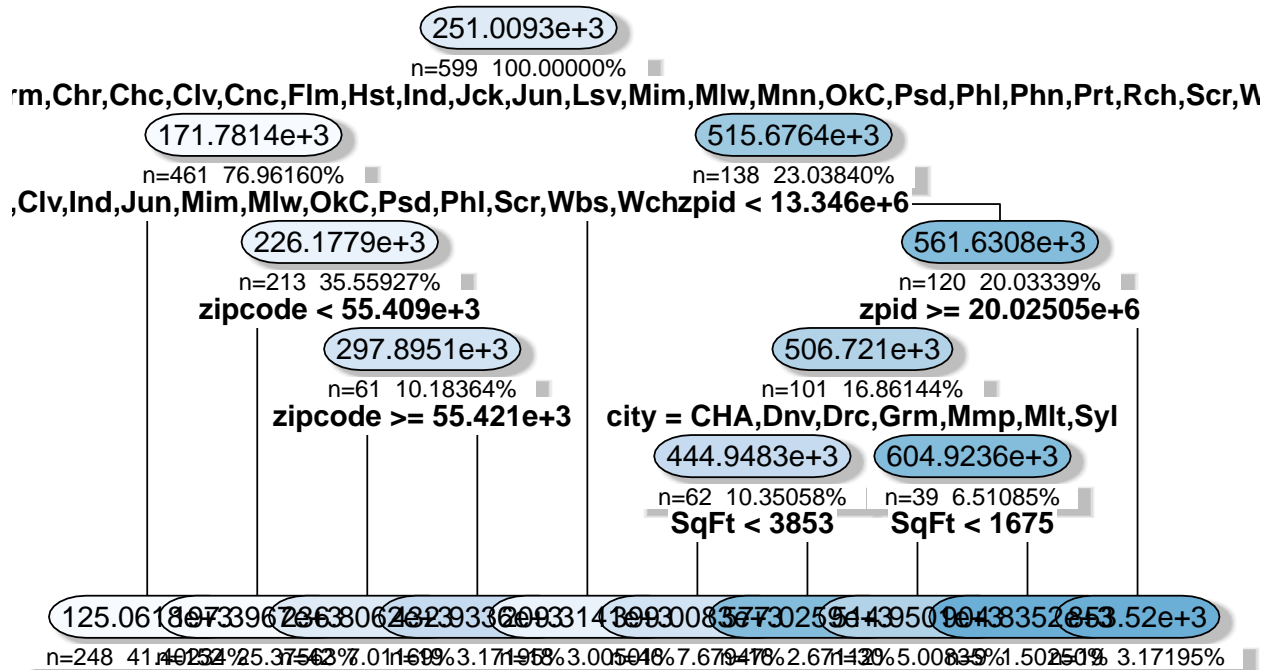 251.0093e+3
n=599 100.00000%
rm,Chr,Chc,Clv,Cnc,Flm,Hst,Ind,Jck,Jun,Lsv,Mim,Mlw,Mnn,OkC,Psd,Phl,Phn,Prt,Rch,Scr,W
171.7814e+3 515.6764e+3
n=461 76.96160% n=138 23.03840%
,Clv,Ind,Jun,Mim,Mlw,OkC,Psd,Phl,Scr,Wbs,Wchzpid < 13.346e+6
226.1779e+3 561.6308e+3
n=213 35.55927% n=120 20.03339%
zipcode < 55.409e+3 zpid >= 20.02505e+6
297.8951e+3 506.721e+3
n=61 10.18364% n=101 16.86144%
zipcode >= 55.421e+3 city = CHA,Dnv,Drc,Grm,Mmp,Mlt,Syl
444.9483e+3 604.9236e+3
n=62 10.35058% n=39 6.51085%
SqFt < 3853 SqFt < 1675
125.0618e+3
n=248